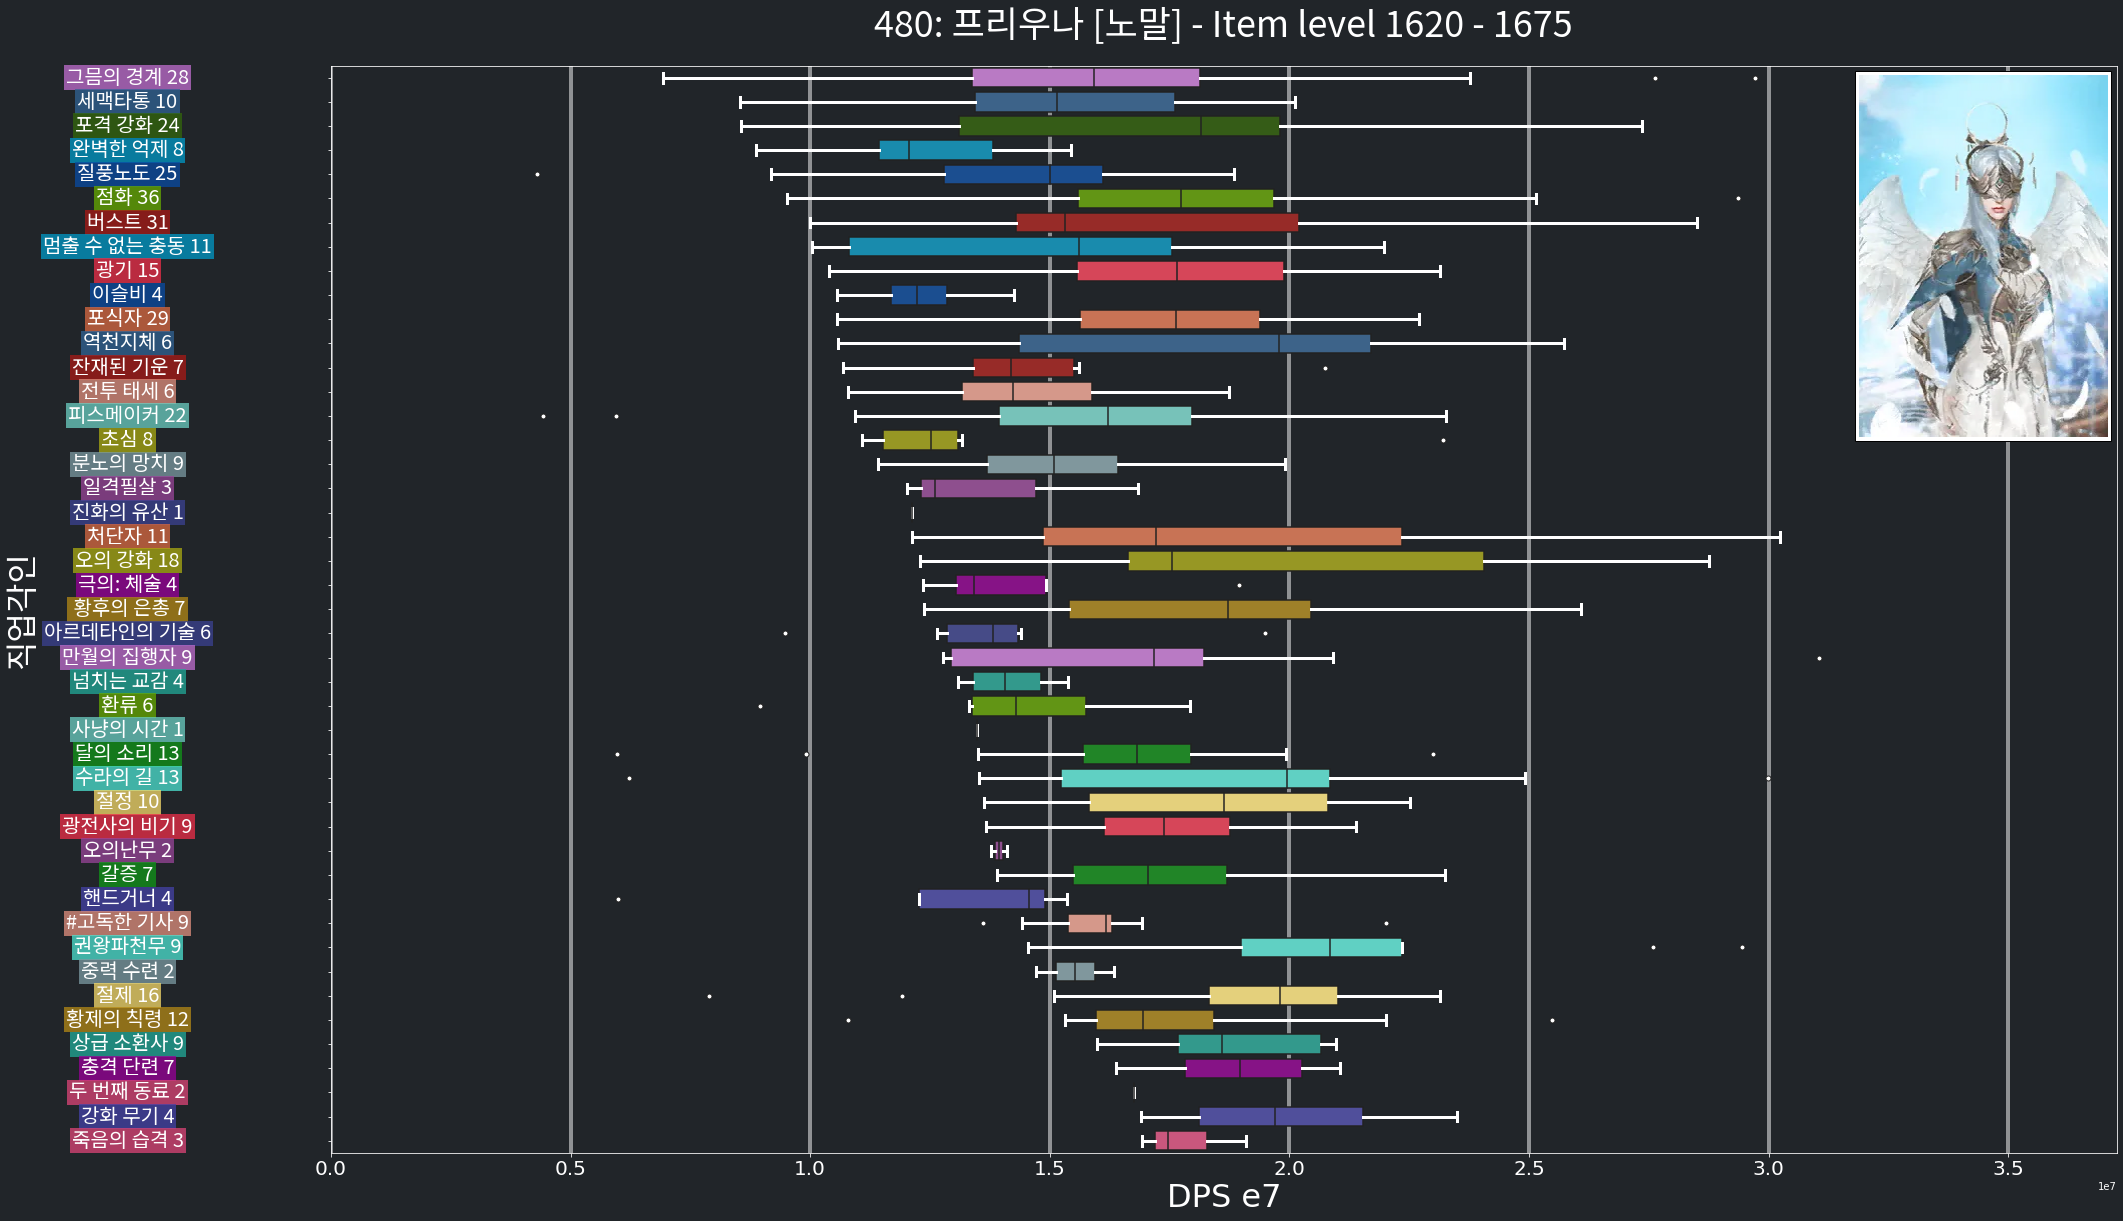 480: 프리우나 [노말] - Item level 1620 - 1675
직업각인
그믐의 경계 28
세맥타통 10
포격 강화 24
완벽한 억제 8
질풍노도 25
점화 36
버스트 31
멈출 수 없는 충동 11
광기 15
이슬비 4
포식자 29
역천지체 6
잔재된 기운 7
전투 태세 6
피스메이커 22
초심 8
분노의 망치 9
일격필살 3
진화의 유산 1
처단자 11
오의 강화 18
극의: 체술 4
황후의 은총 7
아르데타인의 기술 6
만월의 집행자 9
넘치는 교감 4
환류 6
사냥의 시간 1
달의 소리 13
수라의 길 13
절정 10
광전사의 비기 9
오의난무 2
갈증 7
핸드거너 4
#고독한 기사 9
권왕파천무 9
중력 수련 2
절제 16
황제의 칙령 12
상급 소환사 9
충격 단련 7
두 번째 동료 2
강화 무기 4
죽음의 습격 3
0.0 0.5 1.0 1.5 2.0 2.5 3.0 3.5
1e7
DPS e7